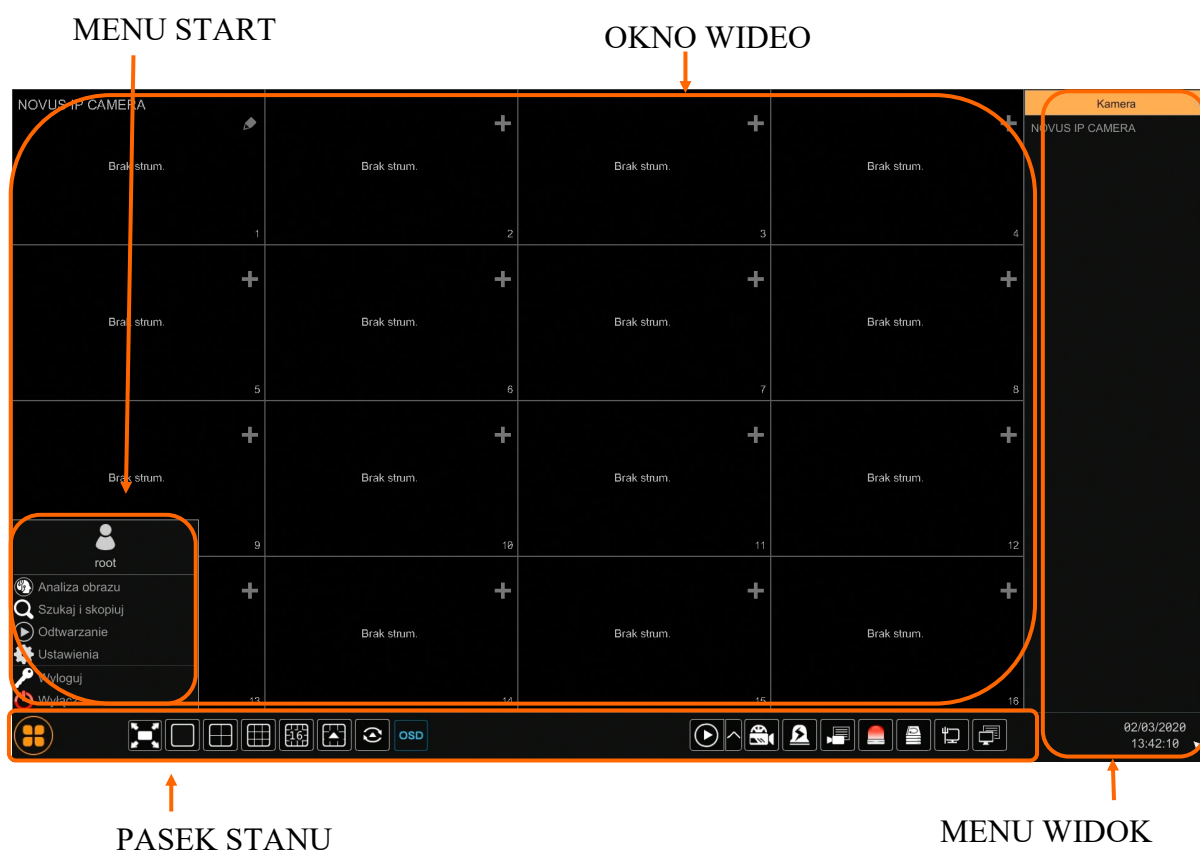 MENU START
OKNO WIDEO
NOVUS IP CAMERA
Kamera
NOVUS IP CAMERA
Brak strum.
Brak strum.
Brak strum.
Brak strum.
1
2
3
4
Brak strum.
Brak strum.
Brak strum.
Brak strum.
5
6
7
8
Brak strum.
Brak strum.
Brak strum.
Brak strum.
9
10
11
12
root
Analiza obrazu
Szukaj i skopiuj
Odtwarzanie
Ustawienia
Wyloguj
Wyłącz
Brak strum.
Brak strum.
Brak strum.
13
14
15
16
16
OSD
02/03/2020
13:42:10
PASEK STANU
MENU WIDOK